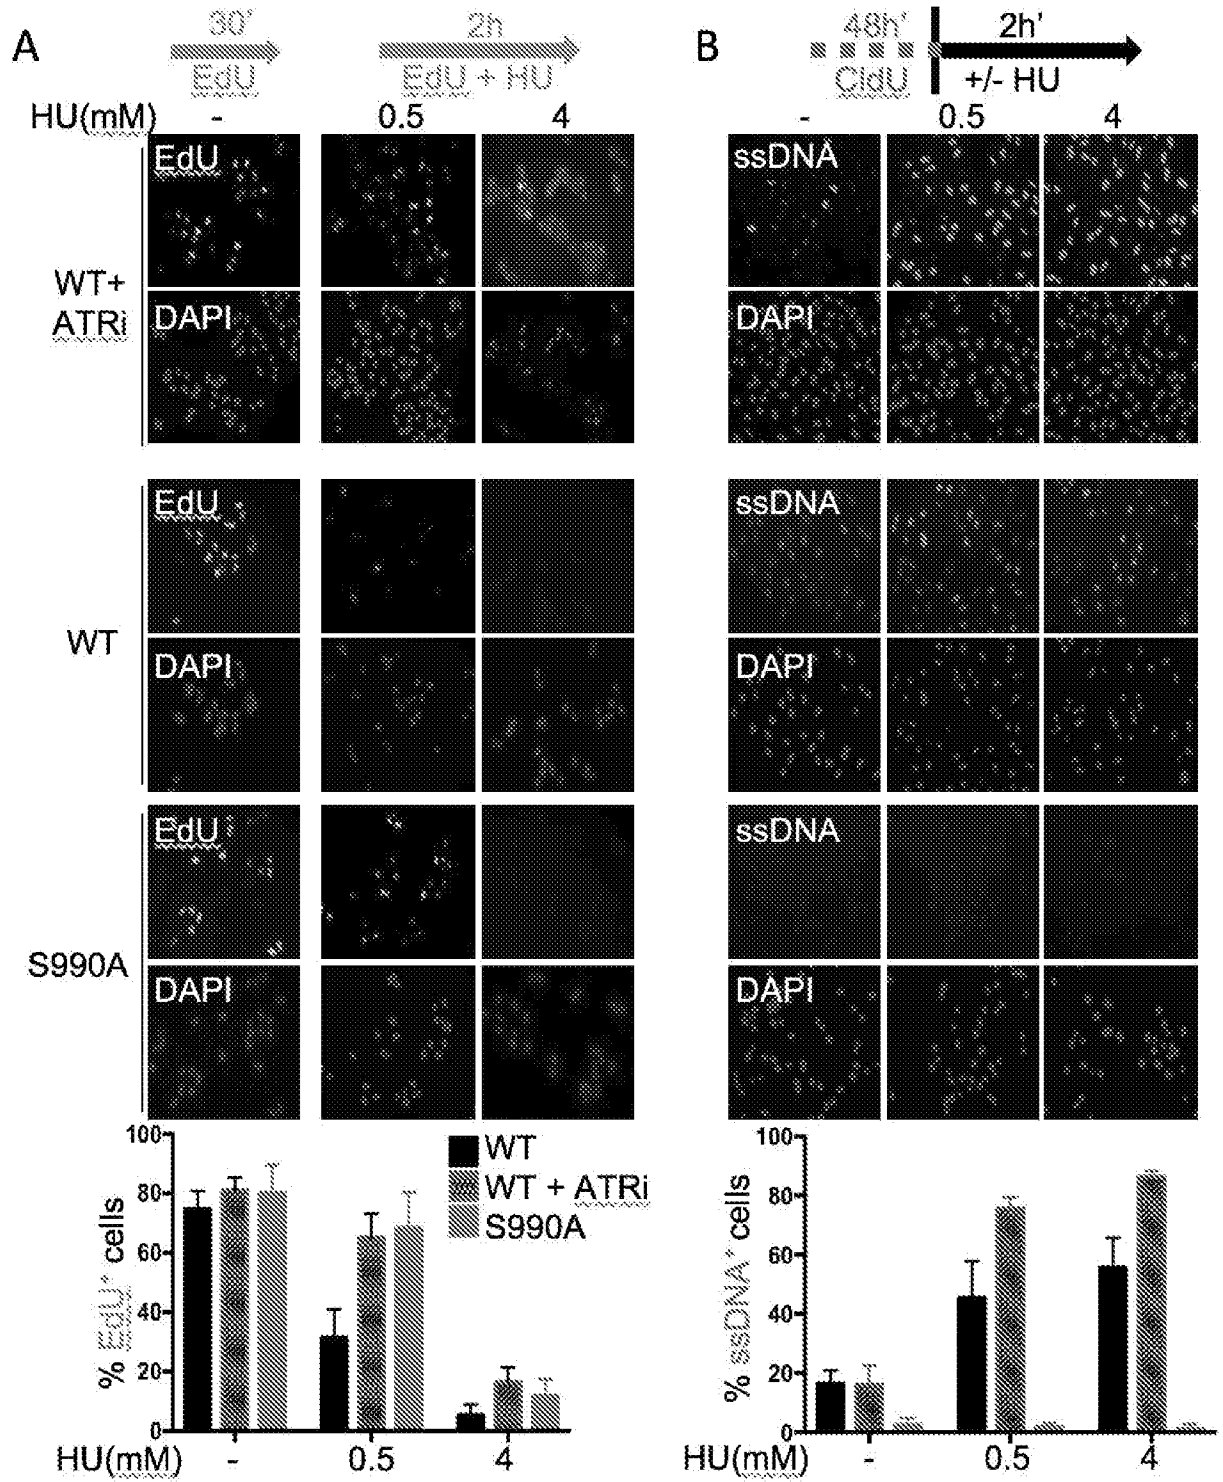 A
30'
EdU
2h
EdU + HU
HU(mM)
-
0.5
4
WT+
ATRi
EdU
DAPI
WT
EdU
DAPI
S990A
EdU
DAPI
100
80
60
40
20
0
% EdU+ cells
WT
WT + ATRi
S990A
HU(mM)
-
0.5
4
B
48h'
CldU
2h'
+/- HU
-
0.5
4
ssDNA
DAPI
ssDNA
DAPI
ssDNA
DAPI
100
80
60
40
20
0
% ssDNA+ cells
HU(mM)
-
0.5
4